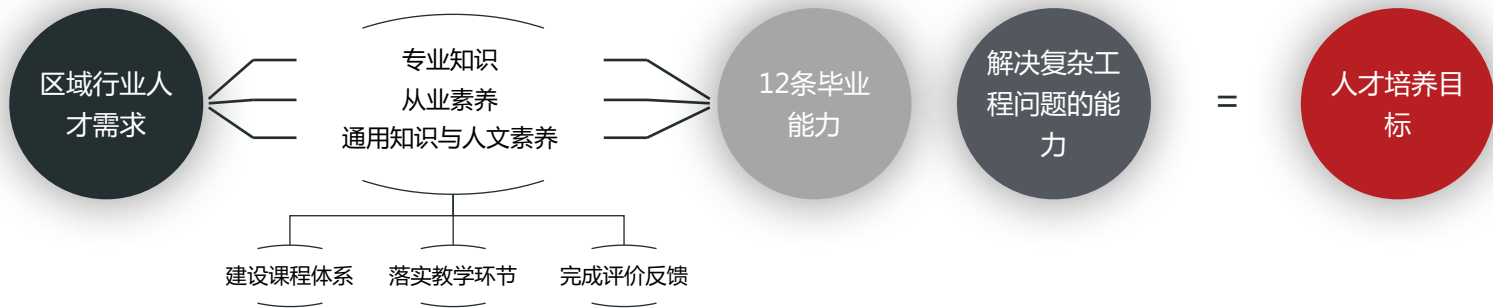 区域行业人
才需求
专业知识
从业素养
通用知识与人文素养
12条毕业
能力
解决复杂工
程问题的能
力
=
人才培养目
标
建设课程体系
落实教学环节
完成评价反馈